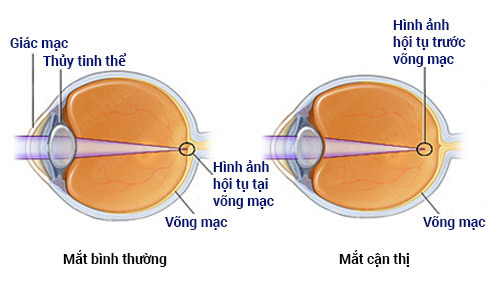 Giác mạc
Thủy tinh thể
Hình ảnh
hội tụ tại
võng mạc
Võng mạc
Mắt bình thường
Hình ảnh
hội tụ trước
võng mạc
Võng mạc
Mắt cận thị